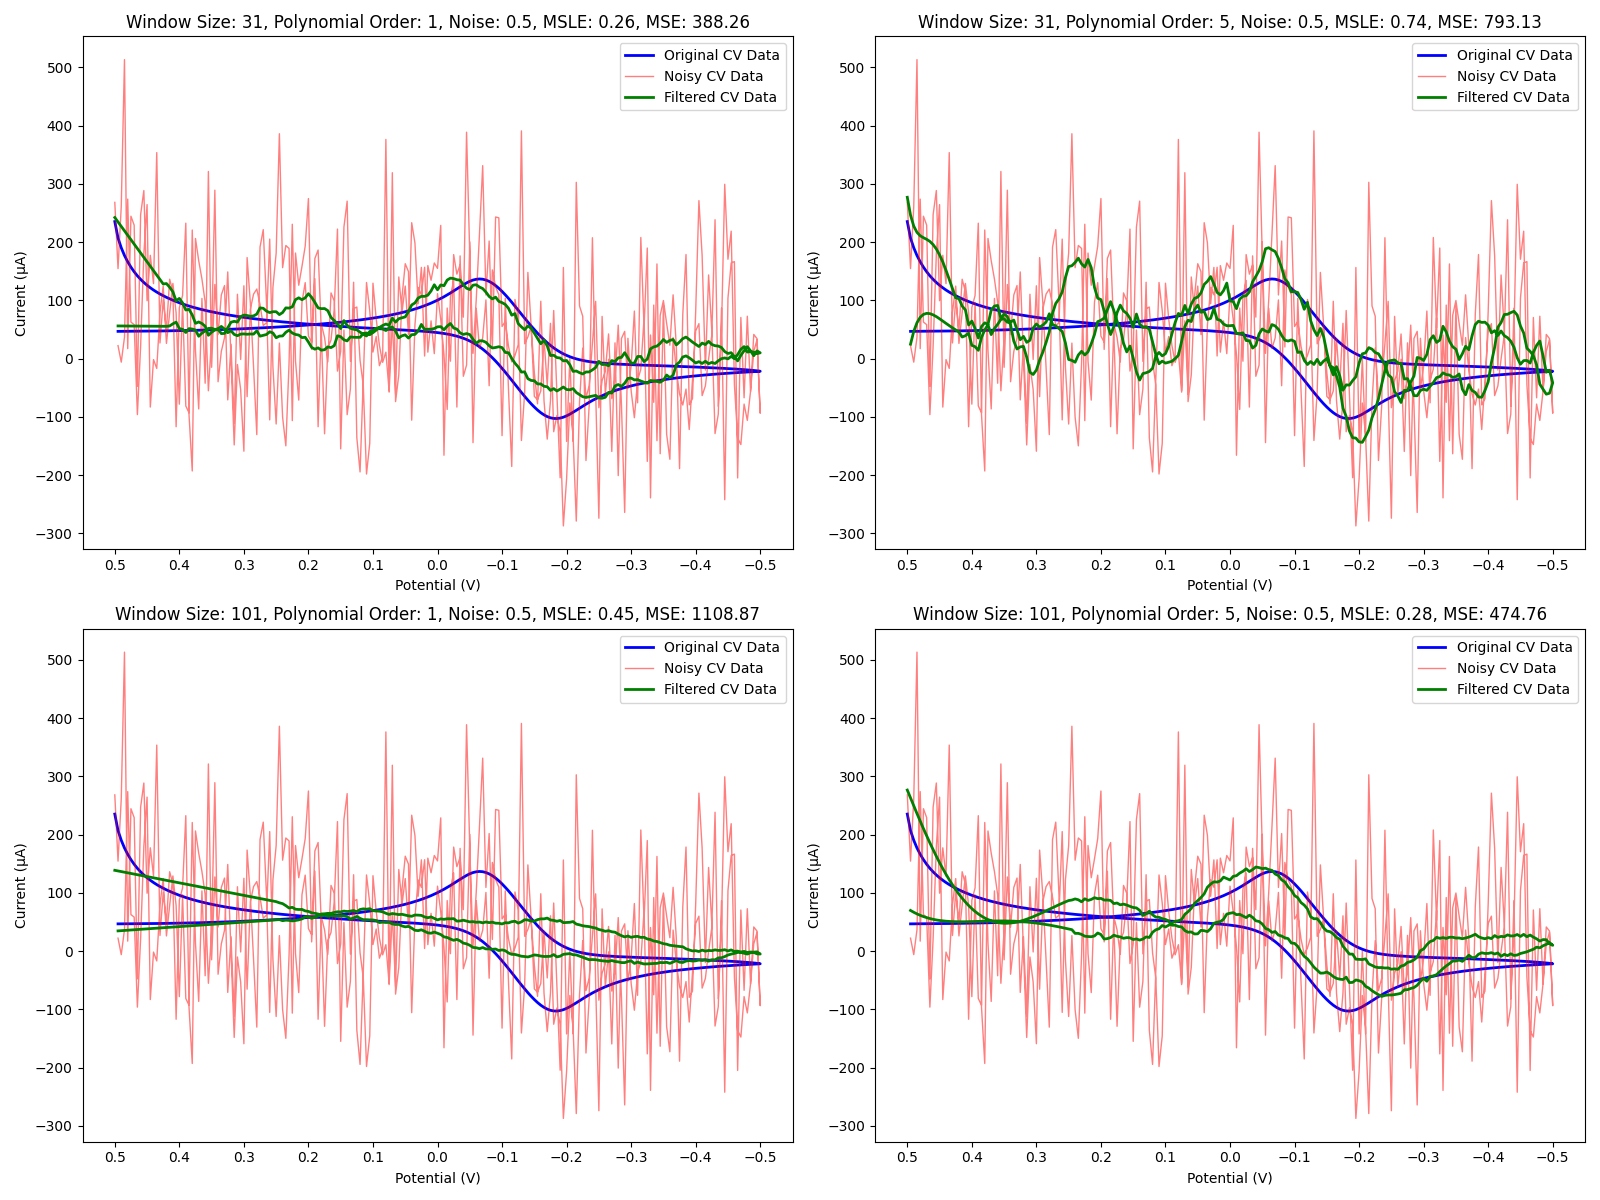 Window Size: 31, Polynomial Order: 1, Noise: 0.5, MSLE: 0.26, MSE: 388.26
Original CV Data
Noisy CV Data
Filtered CV Data
500
400
300
200
100
0
−100
−200
−300
Current (μA)
0.5 0.4 0.3 0.2 0.1 0.0 −0.1 −0.2 −0.3 −0.4 −0.5
Potential (V)
Window Size: 31, Polynomial Order: 5, Noise: 0.5, MSLE: 0.74, MSE: 793.13
Original CV Data
Noisy CV Data
Filtered CV Data
500
400
300
200
100
0
−100
−200
−300
Current (μA)
0.5 0.4 0.3 0.2 0.1 0.0 −0.1 −0.2 −0.3 −0.4 −0.5
Potential (V)
Window Size: 101, Polynomial Order: 1, Noise: 0.5, MSLE: 0.45, MSE: 1108.87
Original CV Data
Noisy CV Data
Filtered CV Data
500
400
300
200
100
0
−100
−200
−300
Current (μA)
0.5 0.4 0.3 0.2 0.1 0.0 −0.1 −0.2 −0.3 −0.4 −0.5
Potential (V)
Window Size: 101, Polynomial Order: 5, Noise: 0.5, MSLE: 0.28, MSE: 474.76
Original CV Data
Noisy CV Data
Filtered CV Data
500
400
300
200
100
0
−100
−200
−300
Current (μA)
0.5 0.4 0.3 0.2 0.1 0.0 −0.1 −0.2 −0.3 −0.4 −0.5
Potential (V)